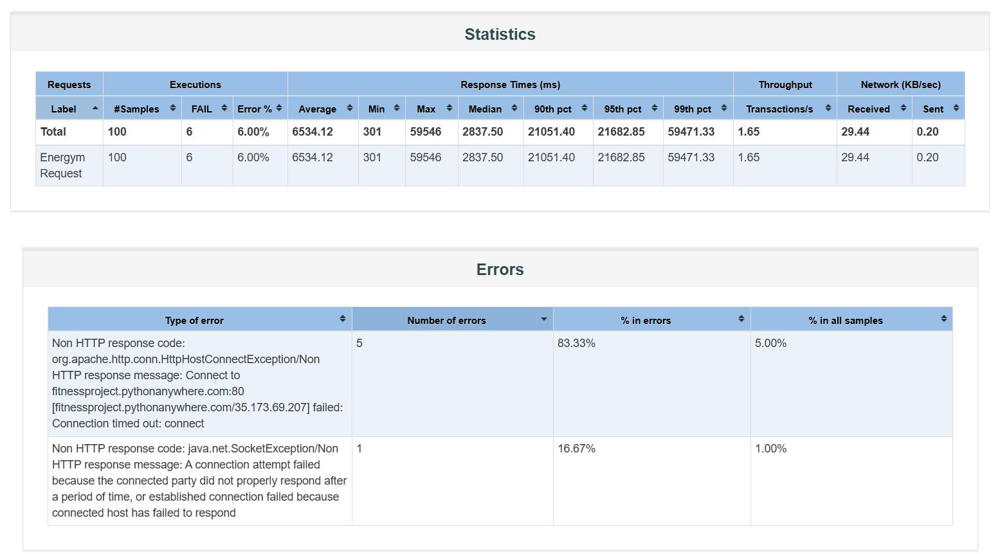 Statistics
Requests Executions Response Times (ms) Throughput Network (KB/sec)
Label #Samples FAIL Error % Average Min Max Median 90th pct 95th pct 99th pct Transactions/s Received Sent
Total 100 6 6.00% 6534.12 301 59546 2837.50 21051.40 21682.85 59471.33 1.65 29.44 0.20
Energym 100 6 6.00% 6534.12 301 59546 2837.50 21051.40 21682.85 59471.33 1.65 29.44 0.20
Request
Errors
Type of error Number of errors % in errors % in all samples
Non HTTP response code: 5 83.33% 5.00%
org.apache.http.conn.HttpHostConnectException/Non
HTTP response message: Connect to
fitnessproject.pythonanywhere.com:80
[fitnessproject.pythonanywhere.com/35.173.69.207] failed:
Connection timed out: connect
Non HTTP response code: java.net.SocketException/Non 1 16.67% 1.00%
HTTP response message: A connection attempt failed
because the connected party did not properly respond after
a period of time, or established connection failed because
connected host has failed to respond